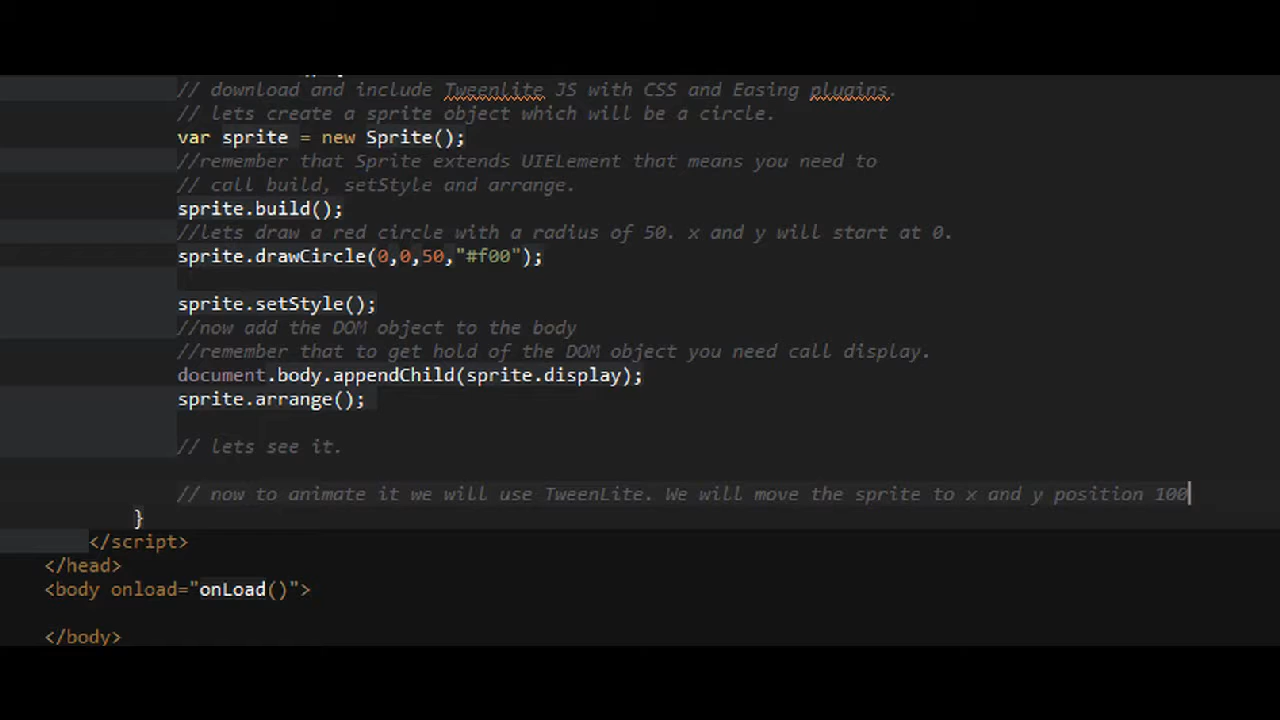 // download and include Tweenlite JS with CSS and Easing plugins.
// lets create a sprite object which will be a circle.
var sprite = new Sprite();
//remember that Sprite extends UIELement that means you need to
// call build, setStyle and arrange.
sprite.build();
//lets draw a red circle with a radius of 50. x and y will start at 0.
sprite.drawCircle(0,0,50,"#f00");
sprite.setStyle();
//now add the DOM object to the body
//remember that to get hold of the DOM object you need call display.
document.body.appendChild(sprite.display);
sprite.arrange();
// lets see it.
// now to animate it we will use TweenLite. We will move the sprite to x and y position 100
}
</script>
</head>
<body onload="onLoad()">
</body>